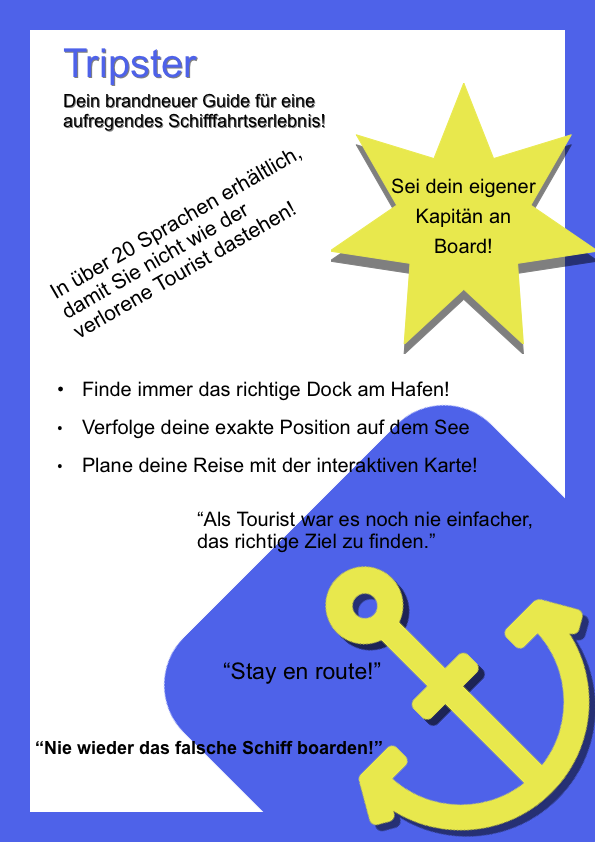 Tripster
Dein brandneuer Guide für eine
aufregendes Schifffahrtserlebnis!
In über 20 Sprachen erhältlich,
damit Sie nicht wie der
verlorene Tourist dastehen!
Sei dein eigener
Kapitän an
Board!
• Finde immer das richtige Dock am Hafen!
• Verfolge deine exakte Position auf dem See
• Plane deine Reise mit der interaktiven Karte!
“Als Tourist war es noch nie einfacher,
das richtige Ziel zu finden.”
“Stay en route!”
“Nie wieder das falsche Schiff boarden!”